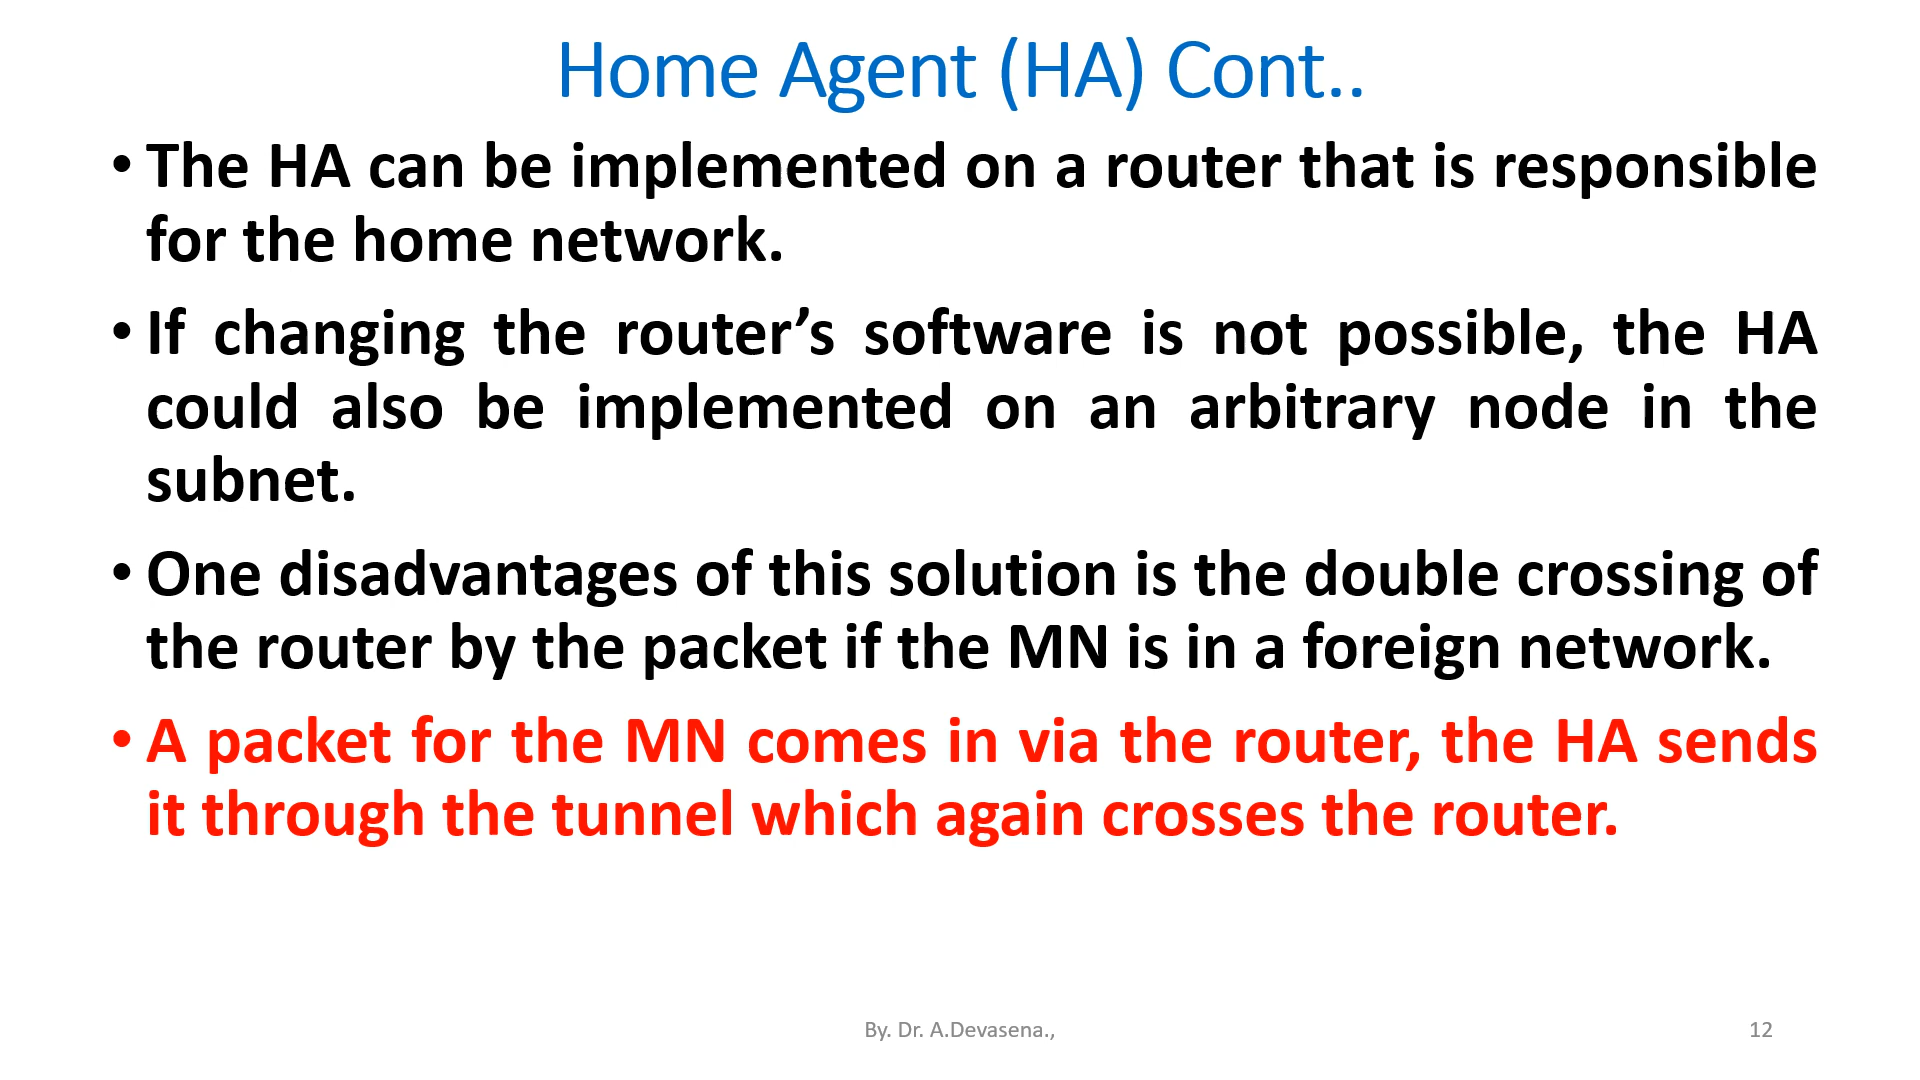 Home Agent (HA) Cont..
• The HA can be implemented on a router that is responsible
for the home network.
• If changing the router’s software is not possible, the HA
could also be implemented on an arbitrary node in the
subnet.
• One disadvantages of this solution is the double crossing of
the router by the packet if the MN is in a foreign network.
• A packet for the MN comes in via the router, the HA sends
it through the tunnel which again crosses the router.
By. Dr. A.Devasena.,
12